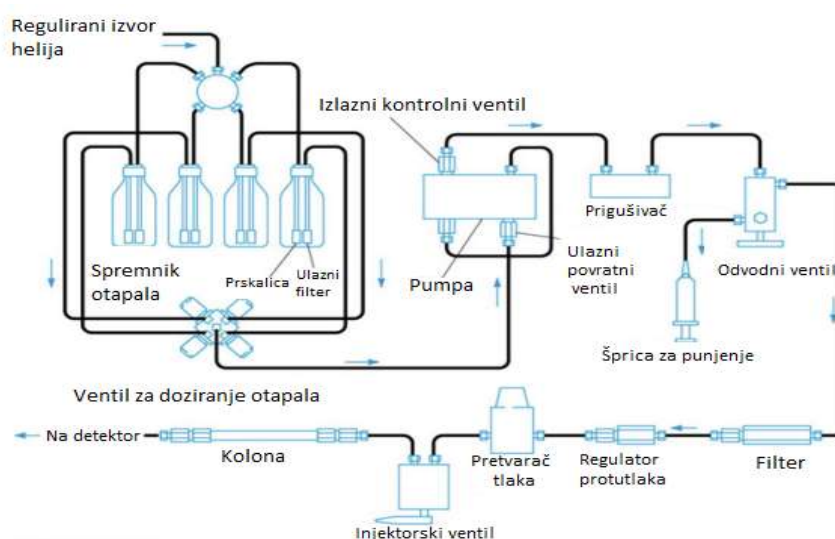 Regulirani izvor
helija
Izlazni kontrolni ventil
Prigušivač
Spremnik
otapala
Prskalica
Ulazni
filter
Pumpa
Ulazni
povratni
ventil
Odvodni ventil
Šprica za punjenje
Ventil za doziranje otapala
Na detektor
Kolona
Injektorski ventil
Pretvarač
tlaka
Regulator
protutlaka
Filter